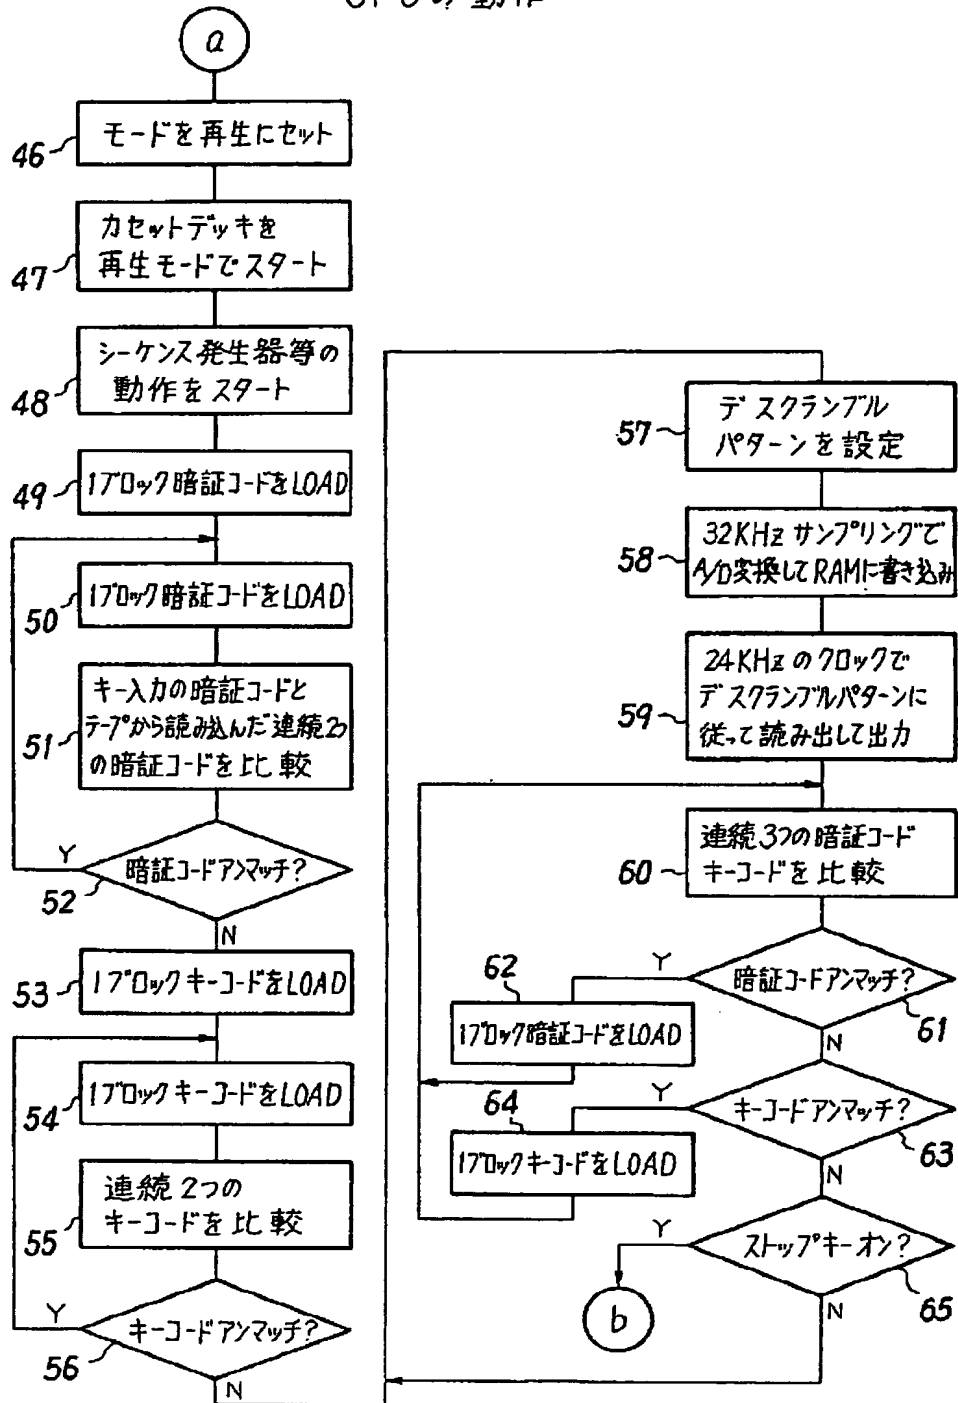 CPUの動作
a
モードを再生にセット
46
カセットデッキを
再生モードでスタート
47
シーケンス発生器等の
動作をスタート
48
1ブロック暗証コードをLOAD
49
1ブロック暗証コードをLOAD
50
キー入力の暗証コードと
テープから読み込んだ連続2つ
の暗証コードを比較
51
暗証コードアンマッチ?
Y
52
N
1ブロックキーコードをLOAD
53
1ブロックキーコードをLOAD
54
連続2つの
キーコードを比較
55
キーコードアンマッチ?
Y
56
N
デスクランブル
パターンを設定
57
32KHzサンプリングで
A/D変換してRAMに書き込み
58
24KHzのクロックで
デスクランブルパターンに
従って読み出して出力
59
連続3つの暗証コード
キーコードを比較
60
暗証コードアンマッチ?
Y
61
N
62
1ブロック暗証コードをLOAD
キーコードアンマッチ?
Y
63
N
64
1ブロックキーコードをLOAD
ストップキーオン?
Y
65
N
b